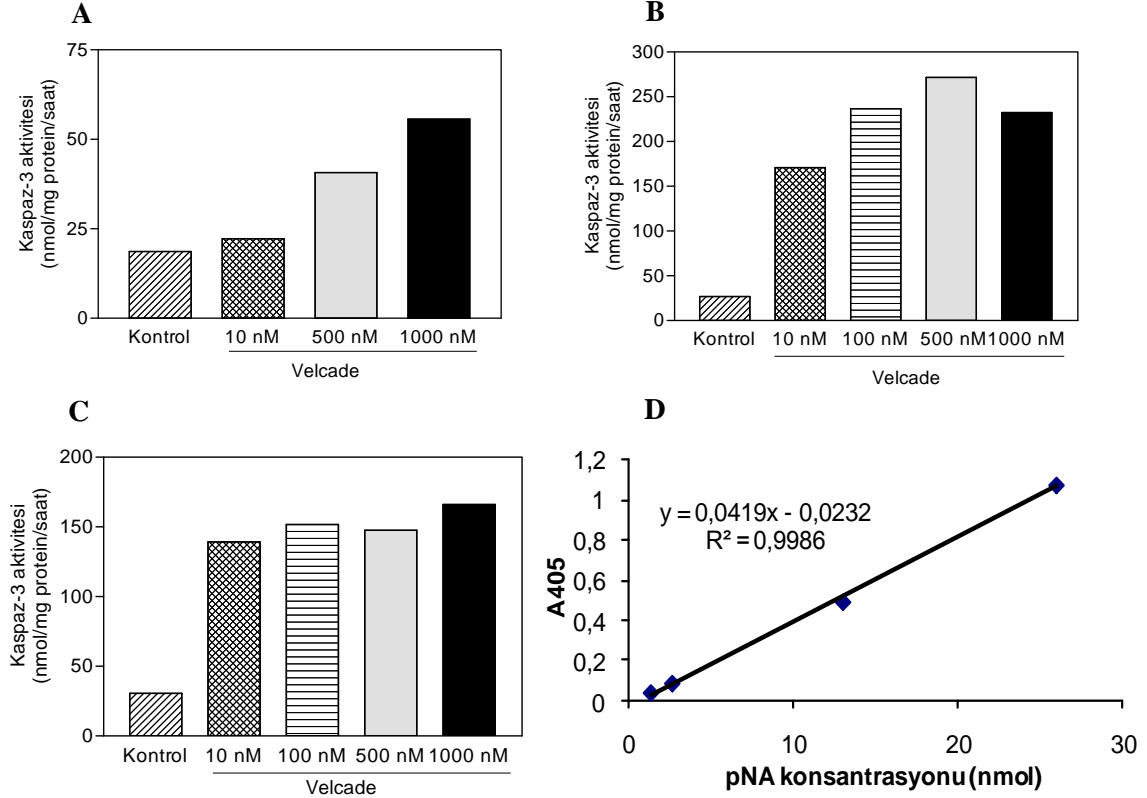 A
Kaspaz-3 aktivitesi
(nmol/mg protein/saat)
75
50
25
0
Kontrol 10 nM 500 nM 1000 nM
Velcade
B
Kaspaz-3 aktivitesi
(nmol/mg protein/saat)
300
250
200
150
100
50
0
Kontrol 10 nM 100 nM 500 nM 1000 nM
Velcade
C
Kaspaz-3 aktivitesi
(nmol/mg protein/saat)
200
150
100
50
0
Kontrol 10 nM 100 nM 500 nM 1000 nM
Velcade
D
A405
1,2
1
0,8
0,6
0,4
0,2
0
y = 0,0419x - 0,0232
R² = 0,9986
0 10 20 30
pNA konsantrasyonu (nmol)